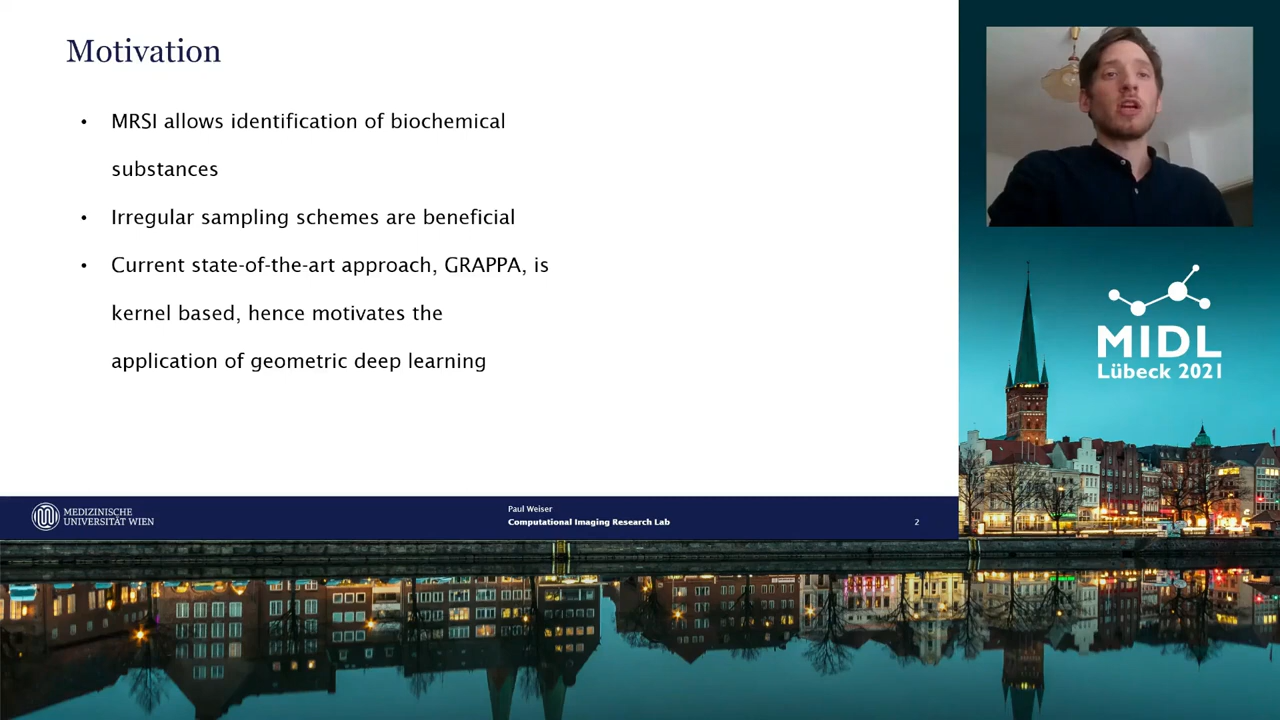 Motivation
• MRSI allows identification of biochemical
substances
• Irregular sampling schemes are beneficial
• Current state-of-the-art approach, GRAPPA, is
kernel based, hence motivates the
application of geometric deep learning
MIDL
Lübeck 2021
MEDIZINISCHE
UNIVERSITÄT WIEN
Paul Weiser
Computational Imaging Research Lab
2